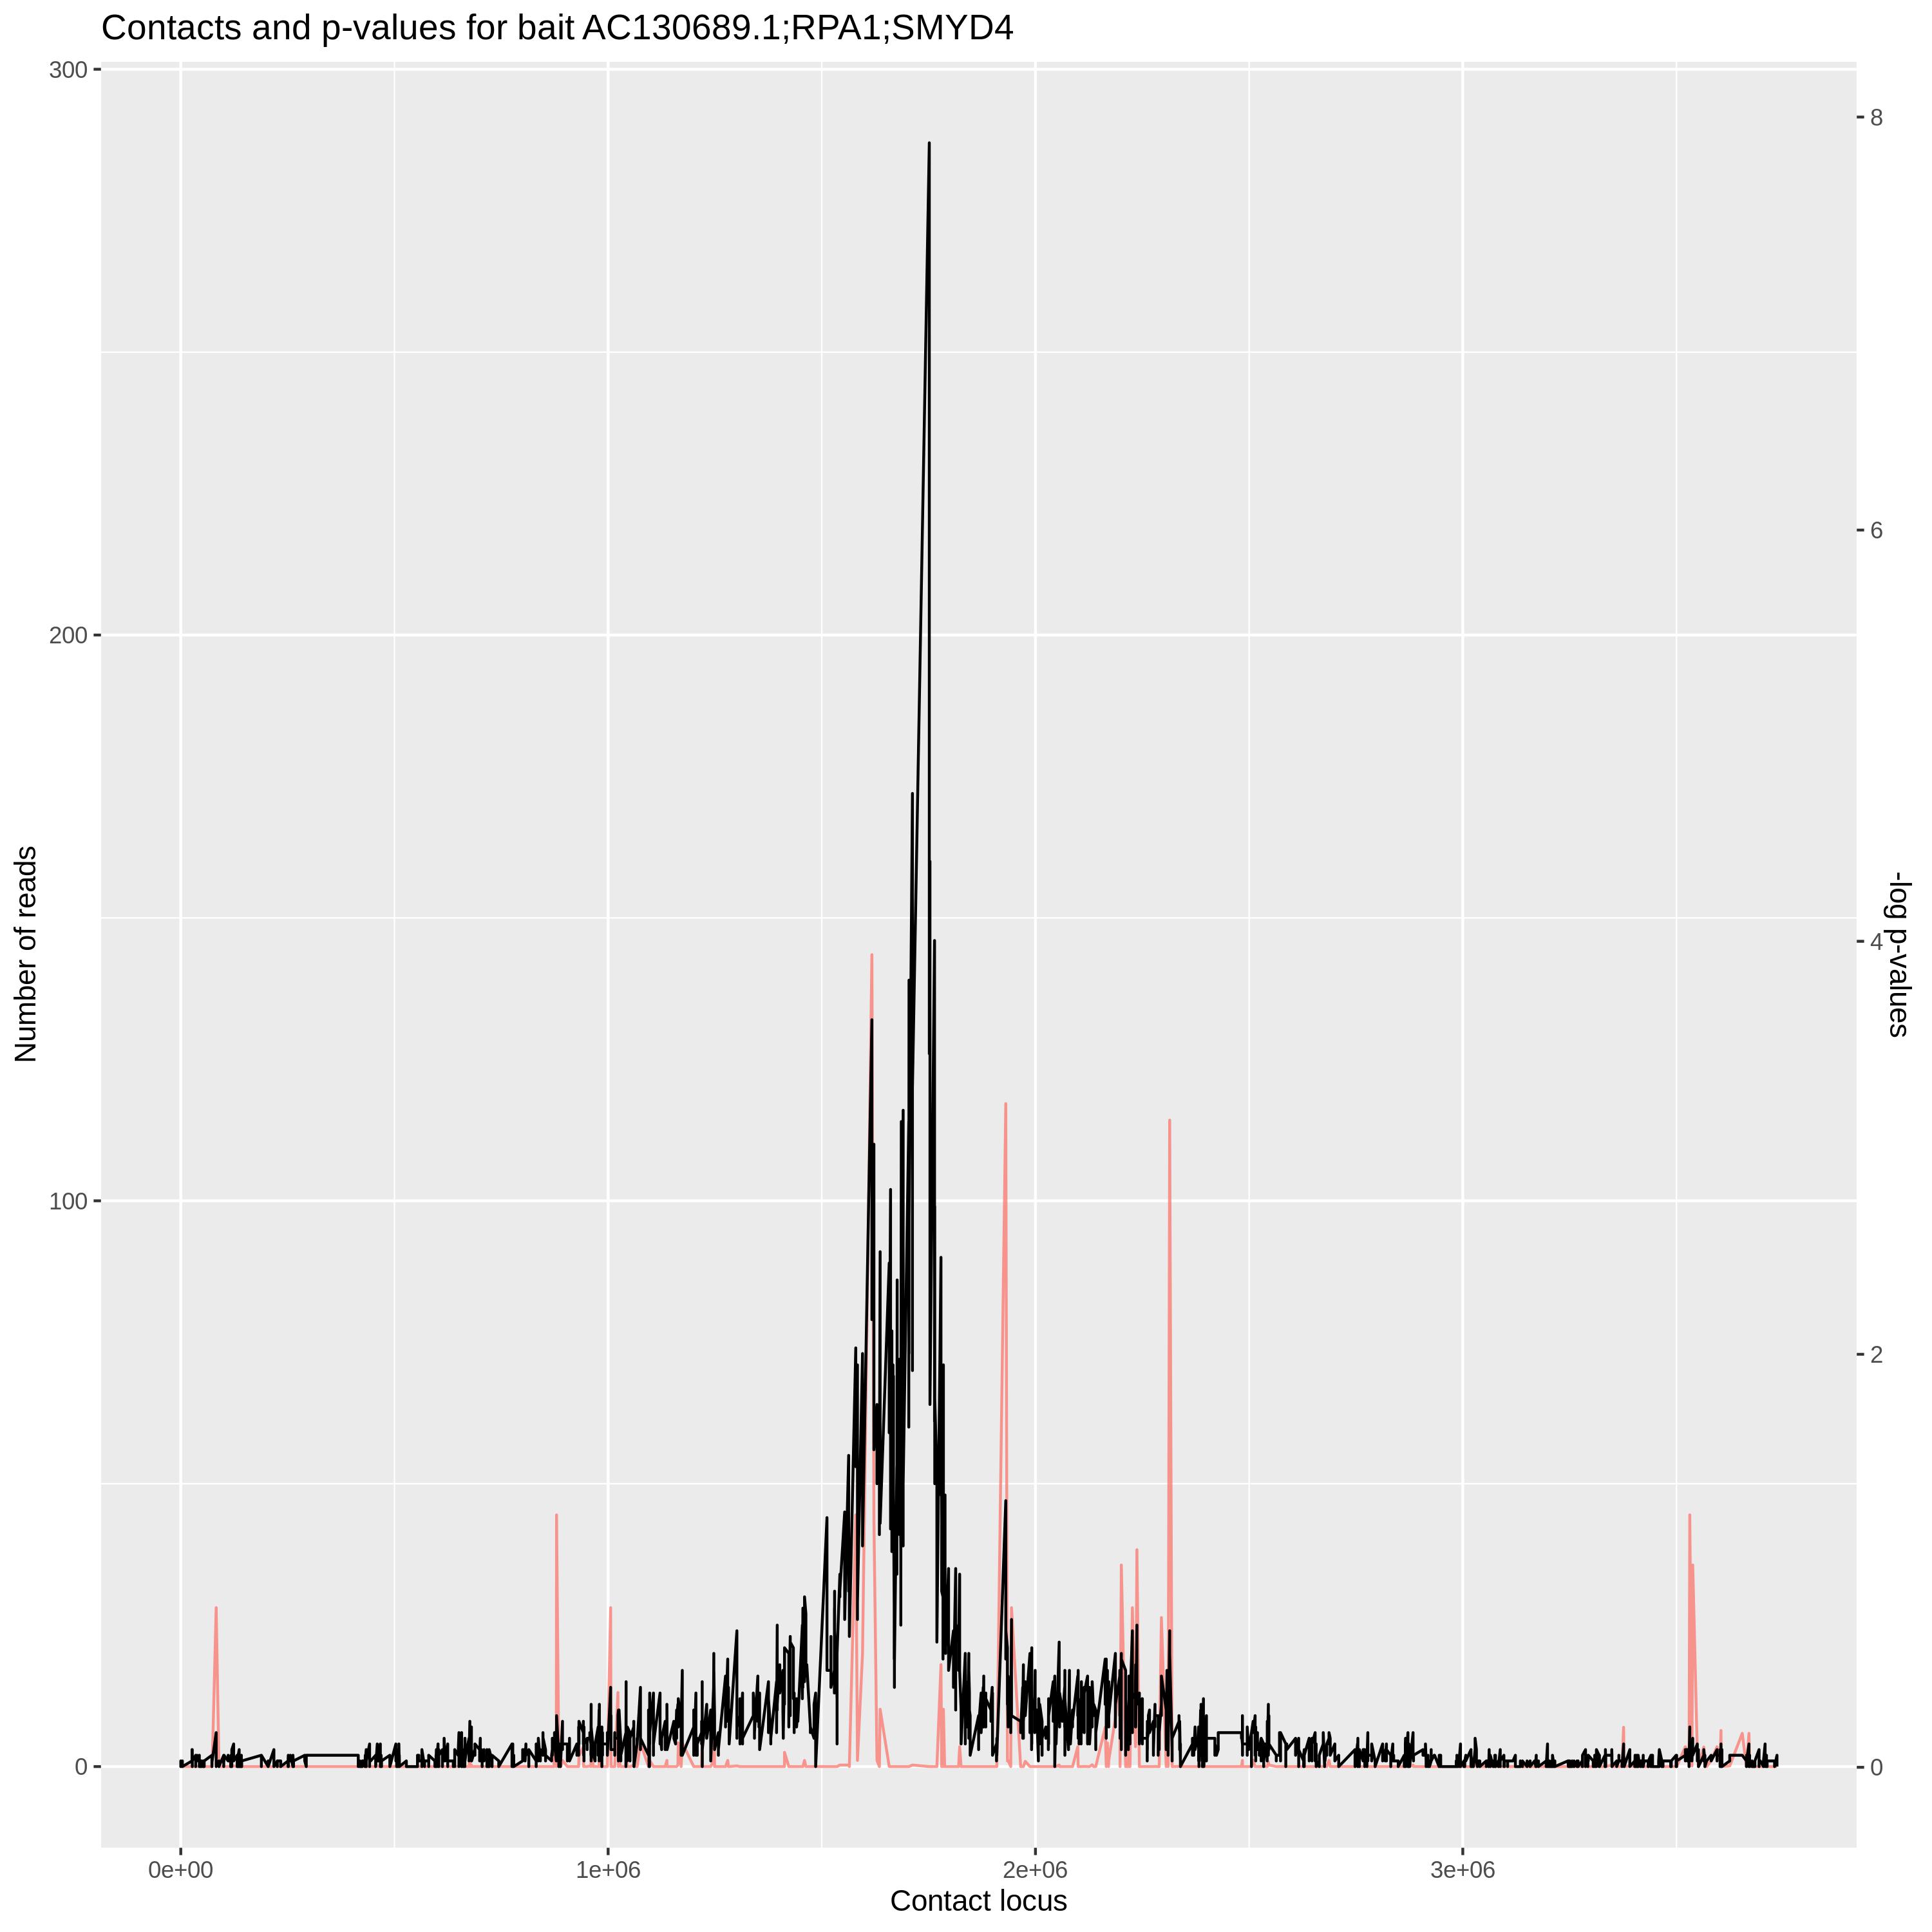 Contacts and p-values for bait AC130689.1;RPA1;SMYD4
300
200
100
0
Number of reads
8
6
4
2
0
-log p-values
0e+00
1e+06
2e+06
3e+06
Contact locus